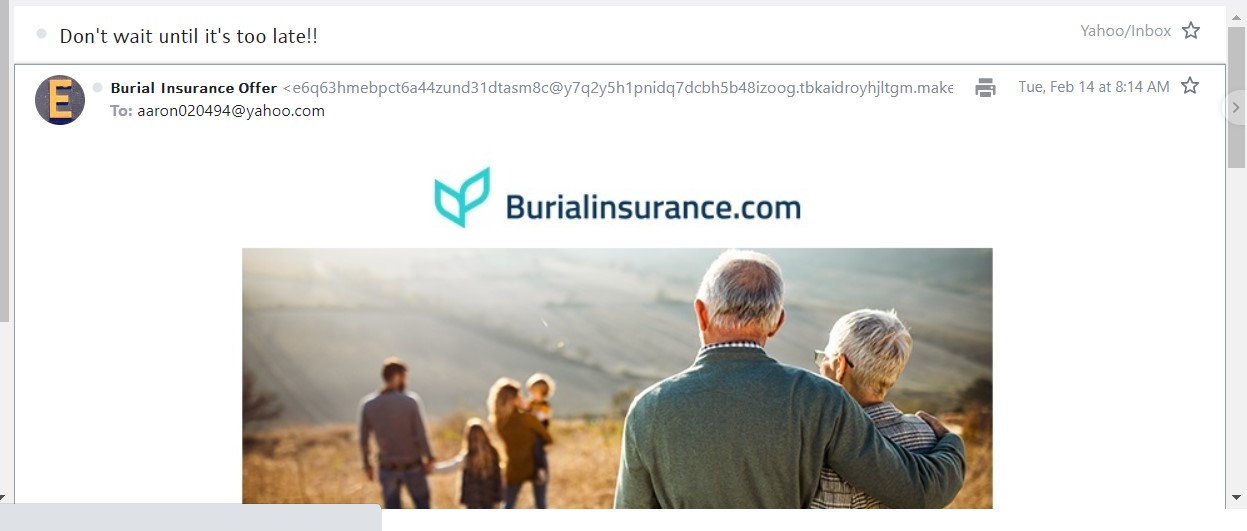 Don't wait until it's too late!!
Yahoo/Inbox
E
Burial Insurance Offer <e6q63hmebpct6a44zund31dtasm8c@y7q2y5h1pnidq7dcbh5b48izoog.tbkaidroyhjltgm.make
Tue, Feb 14 at 8:14 AM
To: aaron020494@yahoo.com
Burialinsurance.com